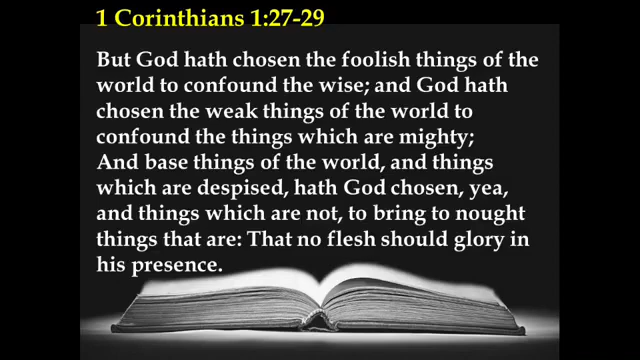 1 Corinthians 1:27-29
But God hath chosen the foolish things of the
world to confound the wise; and God hath
chosen the weak things of the world to
confound the things which are mighty;
And base things of the world, and things
which are despised, hath God chosen, yea,
and things which are not, to bring to nought
things that are: That no flesh should glory in
his presence.